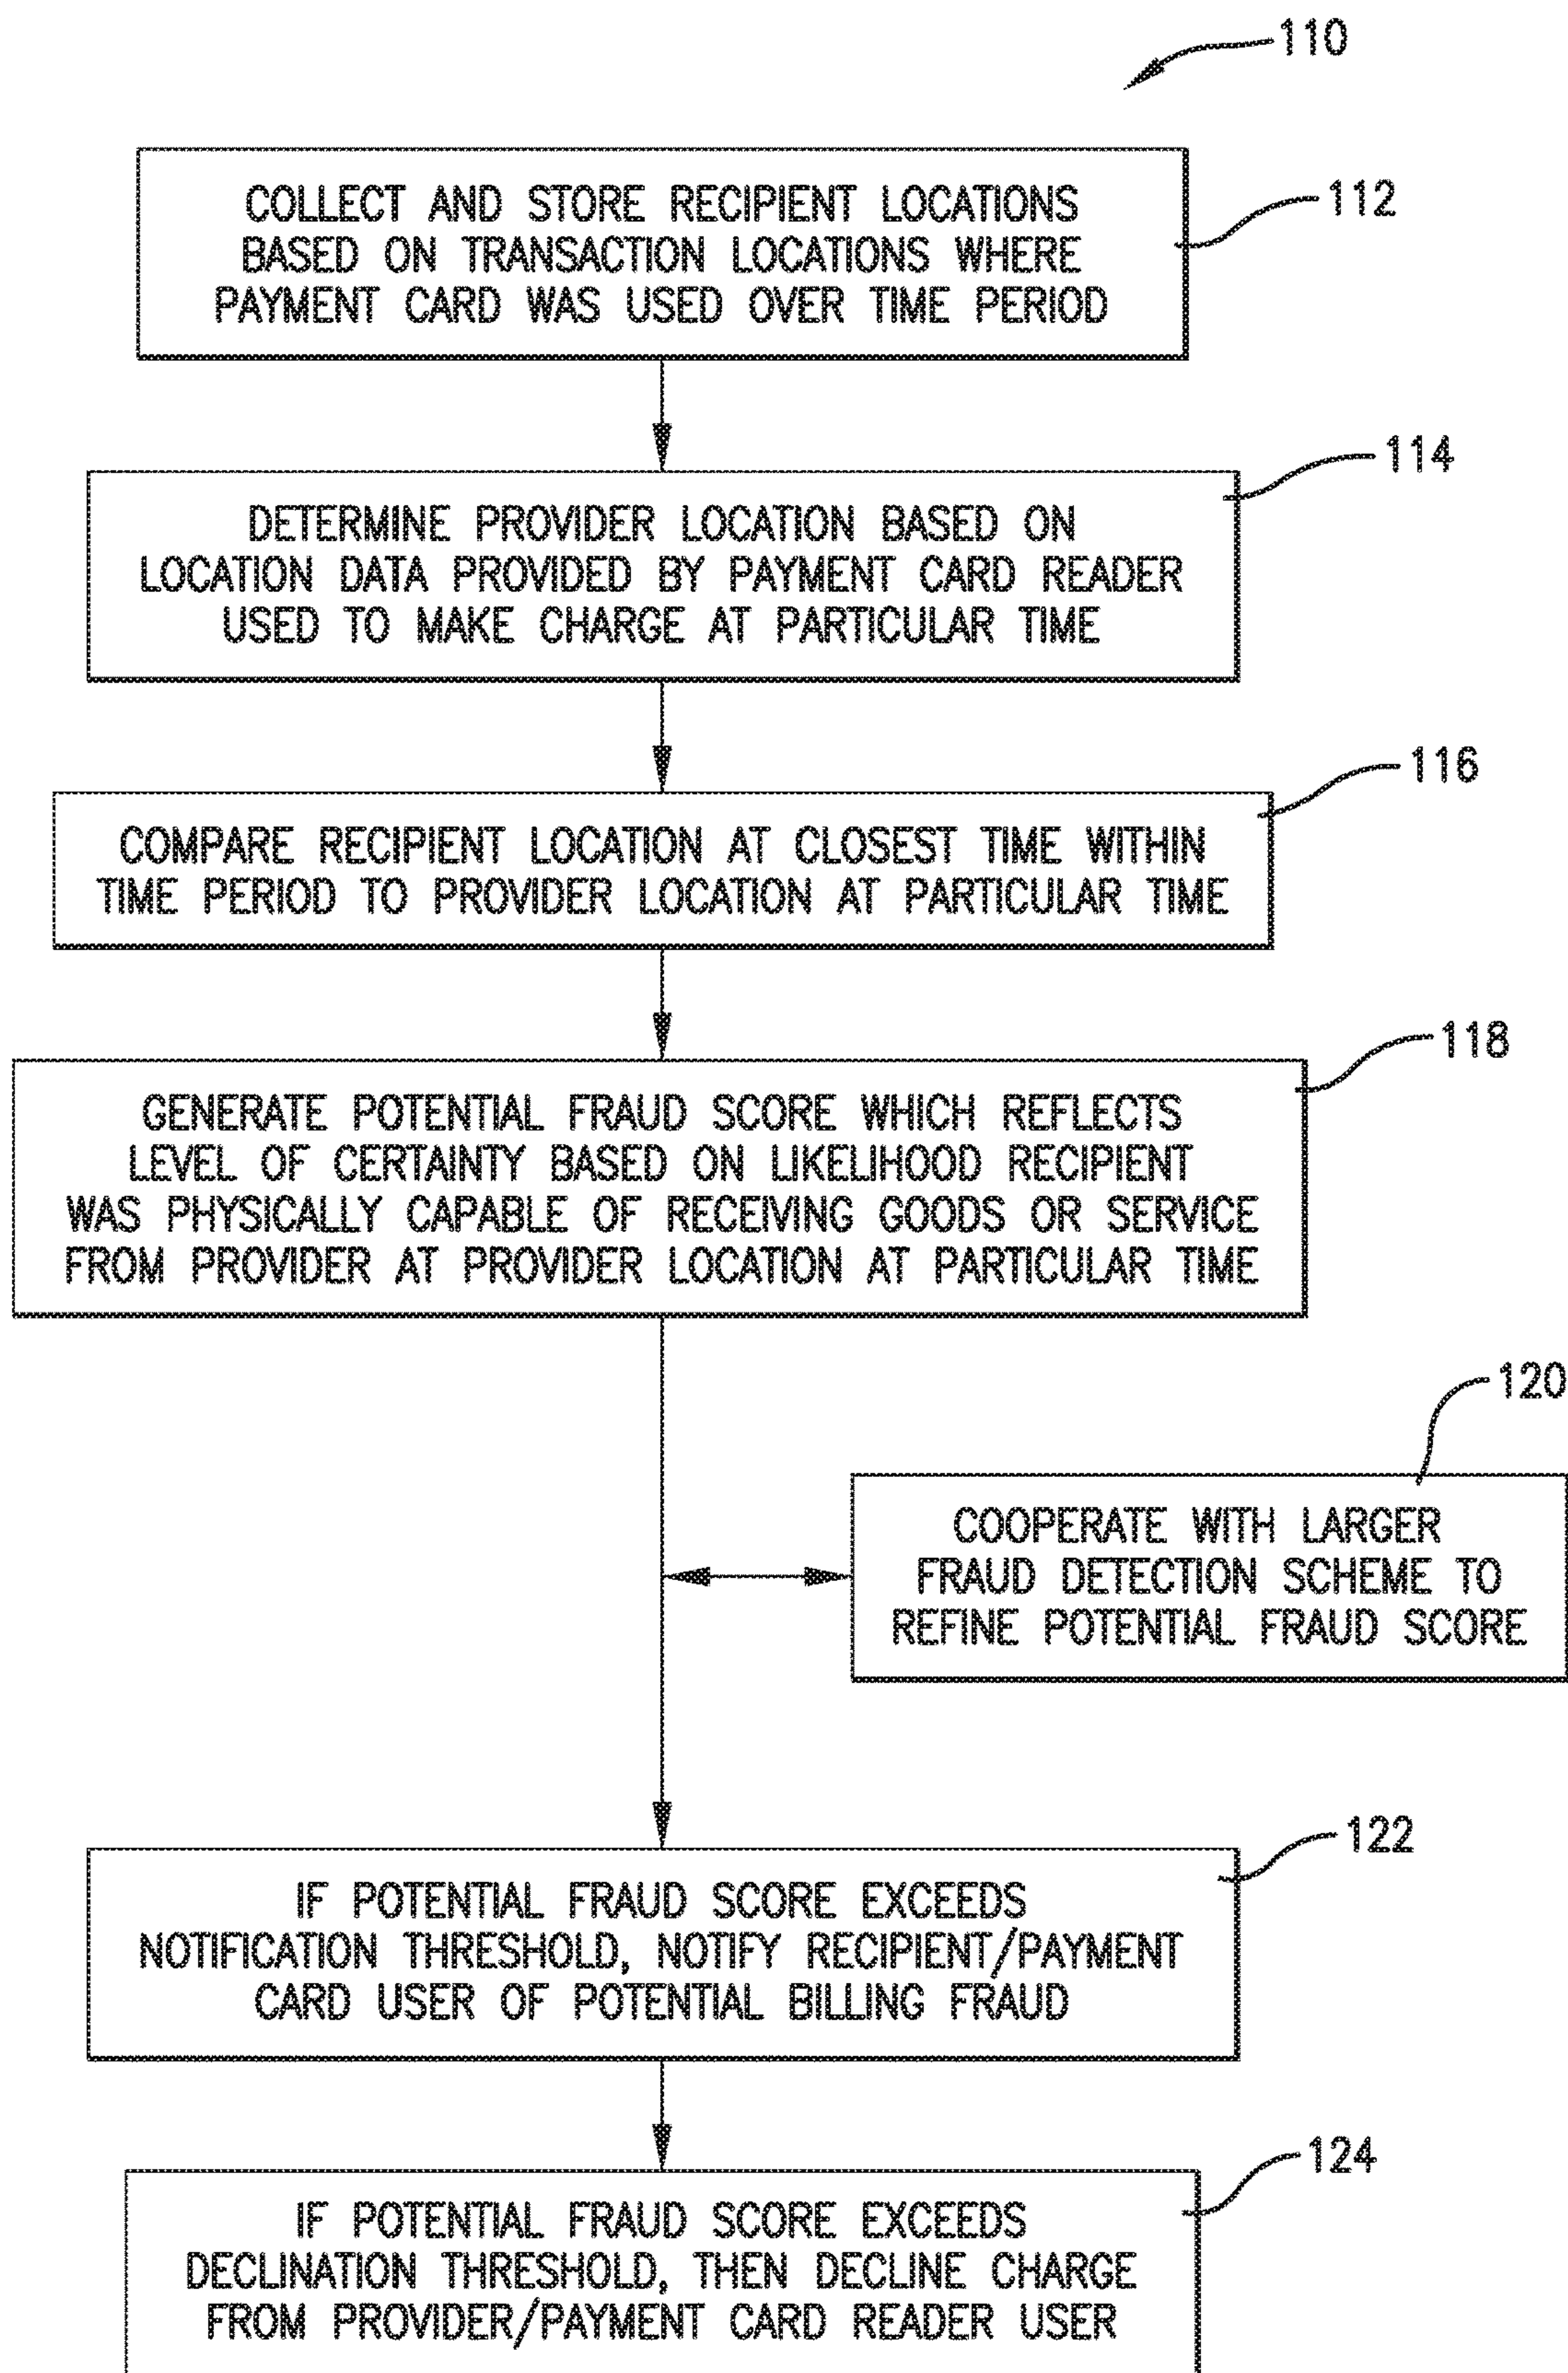 110
COLLECT AND STORE RECIPIENT LOCATIONS
BASED ON TRANSACTION LOCATIONS WHERE
PAYMENT CARD WAS USED OVER TIME PERIOD
112
DETERMINE PROVIDER LOCATION BASED ON
LOCATION DATA PROVIDED BY PAYMENT CARD READER
USED TO MAKE CHARGE AT PARTICULAR TIME
114
COMPARE RECIPIENT LOCATION AT CLOSEST TIME WITHIN
TIME PERIOD TO PROVIDER LOCATION AT PARTICULAR TIME
116
GENERATE POTENTIAL FRAUD SCORE WHICH REFLECTS
LEVEL OF CERTAINTY BASED ON LIKELIHOOD RECIPIENT
WAS PHYSICALLY CAPABLE OF RECEIVING GOODS OR SERVICE
FROM PROVIDER AT PROVIDER LOCATION AT PARTICULAR TIME
118
COOPERATE WITH LARGER
FRAUD DETECTION SCHEME TO
REFINE POTENTIAL FRAUD SCORE
120
IF POTENTIAL FRAUD SCORE EXCEEDS
NOTIFICATION THRESHOLD, NOTIFY RECIPIENT/PAYMENT
CARD USER OF POTENTIAL BILLING FRAUD
122
IF POTENTIAL FRAUD SCORE EXCEEDS
DECLINATION THRESHOLD, THEN DECLINE CHARGE
FROM PROVIDER/PAYMENT CARD READER USER
124